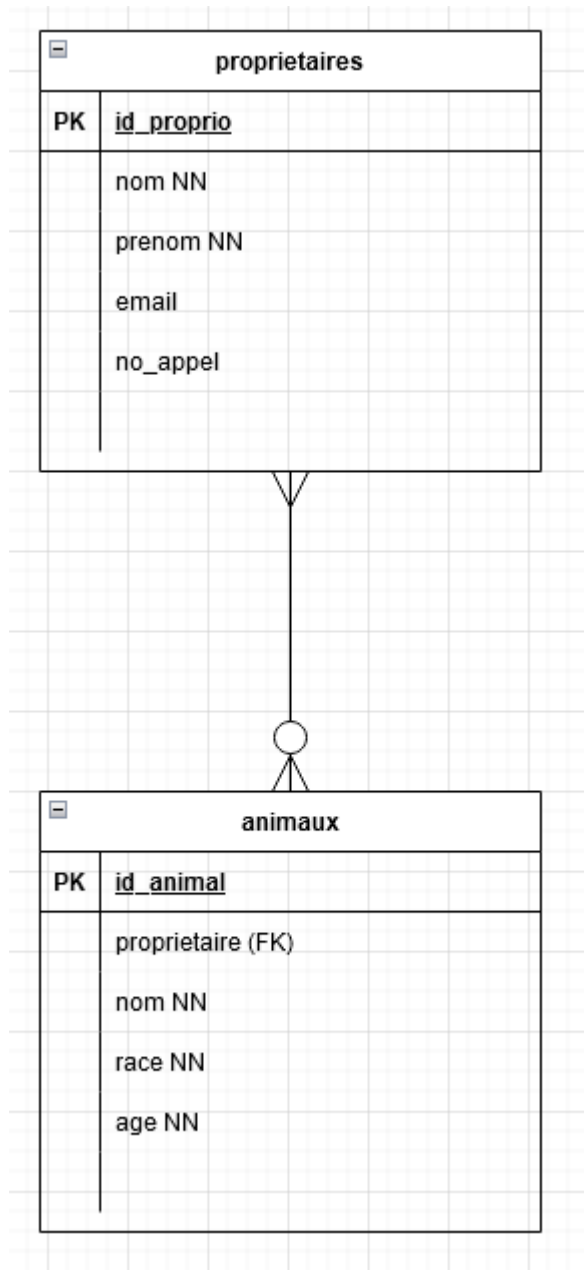 proprietaires
PK id_proprio
nom NN
prenom NN
email
no_appel
animaux
PK id_animal
proprietaire (FK)
nom NN
race NN
age NN